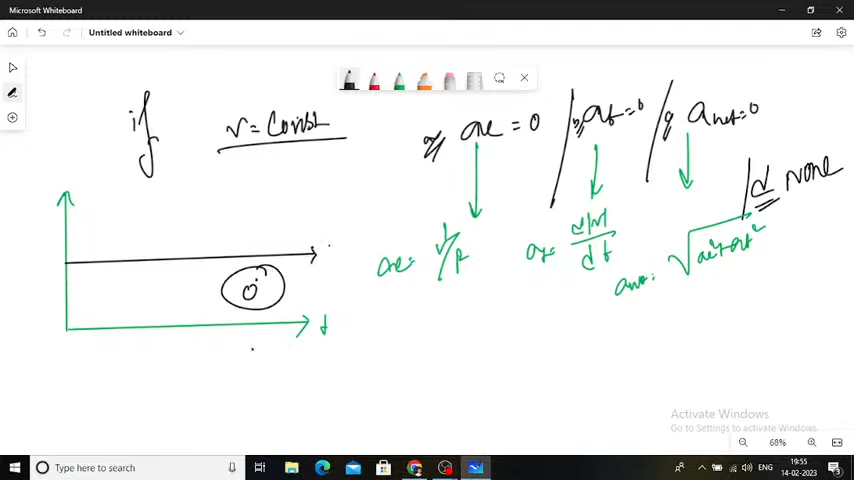 Microsoft Whiteboard
Untitled whiteboard
if v = Const
a) ac = 0 / b) at = 0 / c) anet = 0 / d) None
ac = v²/R
at = d|v|/dt
anet = √ac² + at²
0
t
Activate Windows
Go to Settings to activate Windows.
68%
Type here to search
ENG
19:55
14-02-2023
3